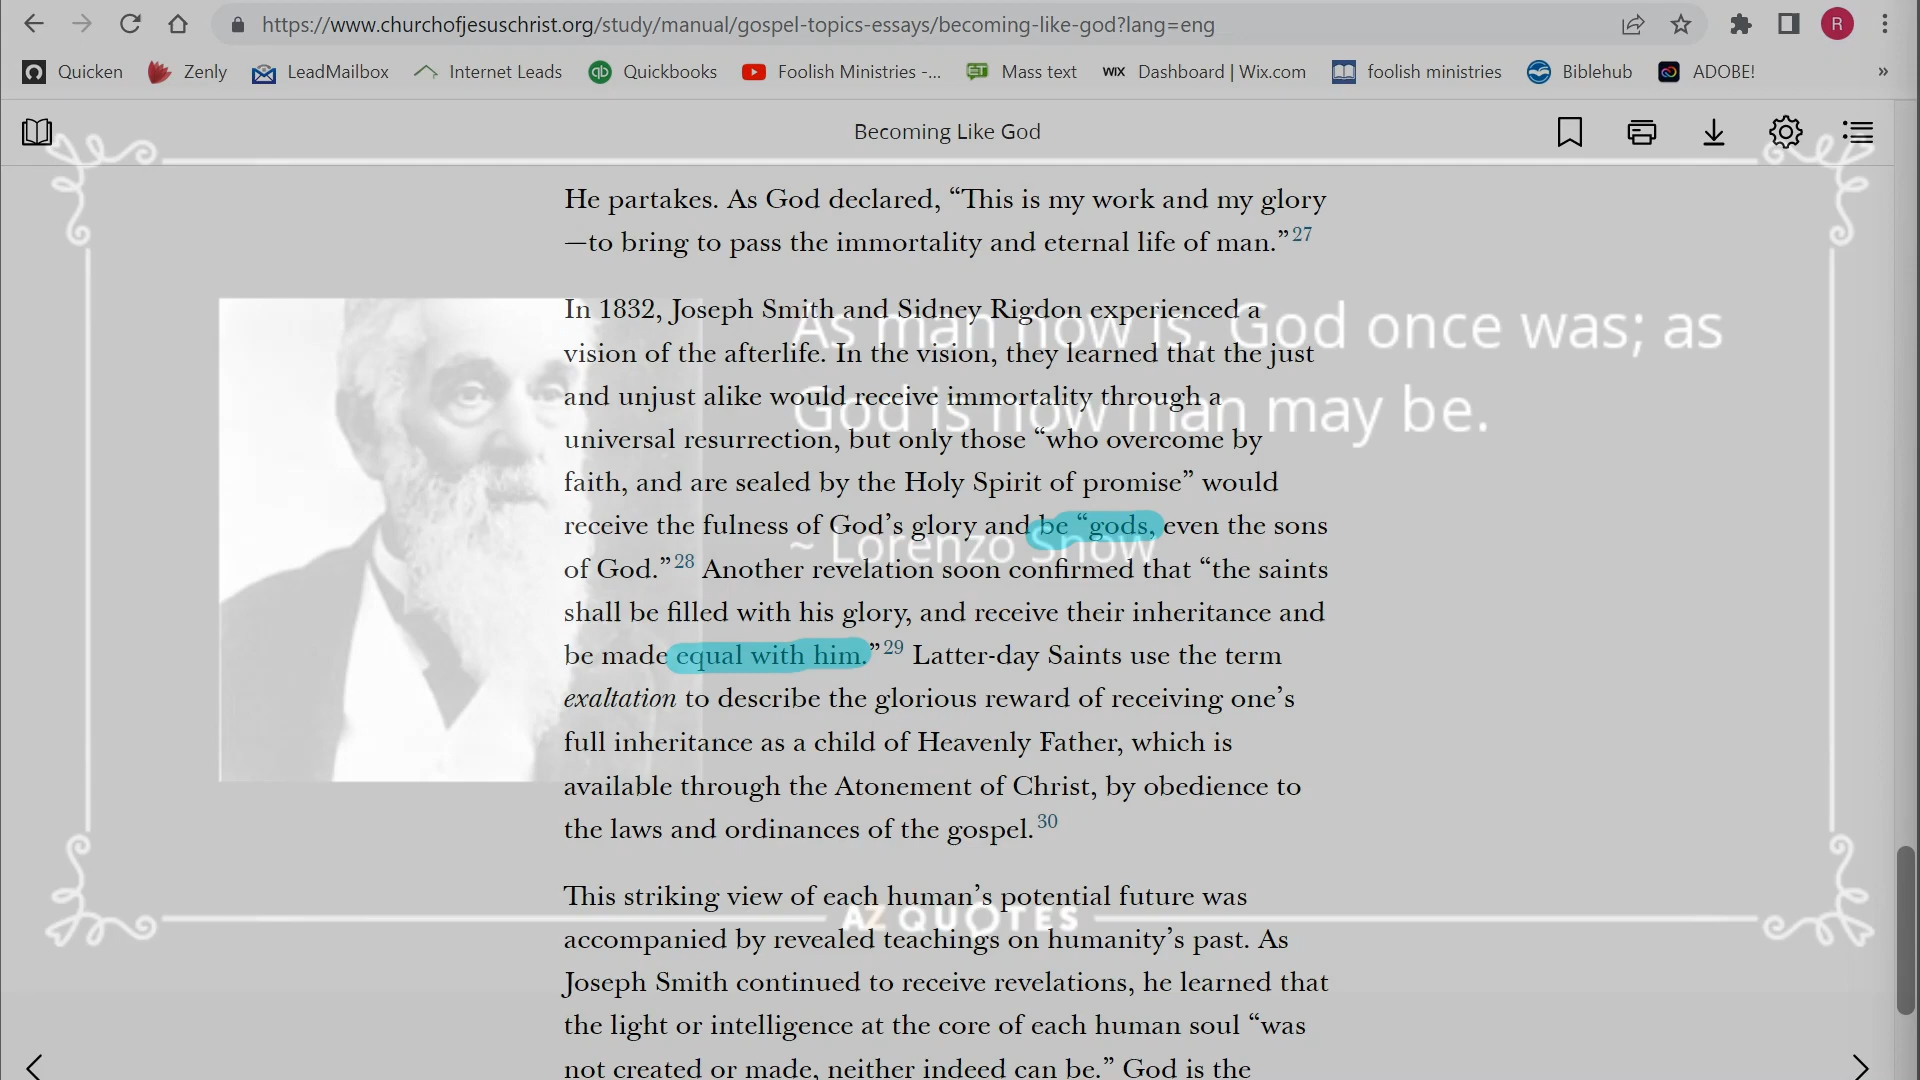 https://www.churchofjesuschrist.org/study/manual/gospel-topics-essays/becoming-like-god?lang=eng
R
Quicken
Zenly
LeadMailbox
Internet Leads
qb Quickbooks
Foolish Ministries -...
ET Mass text
WIX Dashboard | Wix.com
foolish ministries
Biblehub
ADOBE!
»
Becoming Like God
He partakes. As God declared, “This is my work and my glory
—to bring to pass the immortality and eternal life of man.”27
In 1832, Joseph Smith and Sidney Rigdon experienced a
vision of the afterlife. In the vision, they learned that the just
and unjust alike would receive immortality through a
universal resurrection, but only those “who overcome by
faith, and are sealed by the Holy Spirit of promise” would
receive the fulness of God’s glory and be “gods, even the sons
of God.”28 Another revelation soon confirmed that “the saints
shall be filled with his glory, and receive their inheritance and
be made equal with him.”29 Latter-day Saints use the term
exaltation to describe the glorious reward of receiving one’s
full inheritance as a child of Heavenly Father, which is
available through the Atonement of Christ, by obedience to
the laws and ordinances of the gospel.30
This striking view of each human’s potential future was
accompanied by revealed teachings on humanity’s past. As
Joseph Smith continued to receive revelations, he learned that
the light or intelligence at the core of each human soul “was
not created or made, neither indeed can be.” God is the
As man now is, God once was; as
God is now man may be.
~ Lorenzo Snow
AZ QUOTES